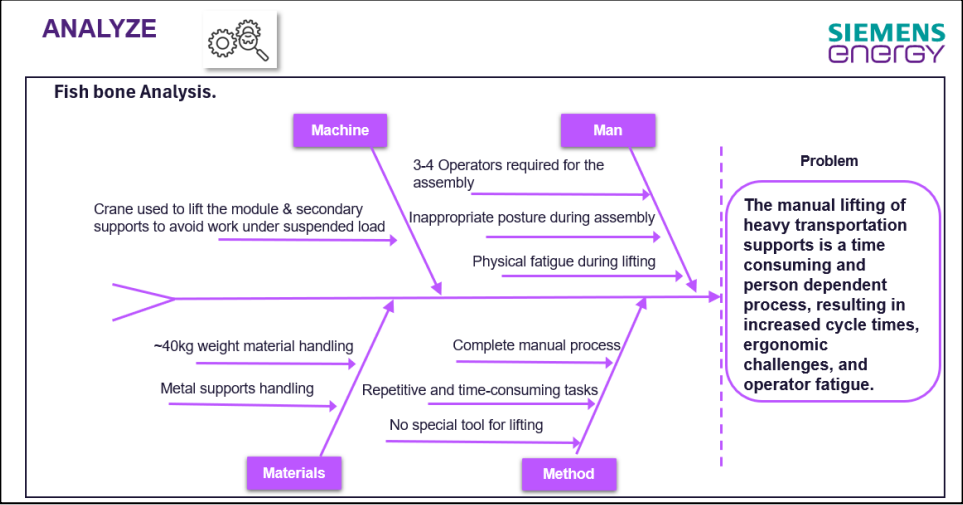 ANALYZE
SIEMENS
energy
Fish bone Analysis.
Machine
Man
Problem
3-4 Operators required for the
assembly
Crane used to lift the module & secondary
supports to avoid work under suspended load
Inappropriate posture during assembly
Physical fatigue during lifting
The manual lifting of
heavy transportation
supports is a time
consuming and
person dependent
process, resulting in
increased cycle times,
ergonomic
challenges, and
operator fatigue.
~40kg weight material handling
Metal supports handling
Complete manual process
Repetitive and time-consuming tasks
No special tool for lifting
Materials
Method